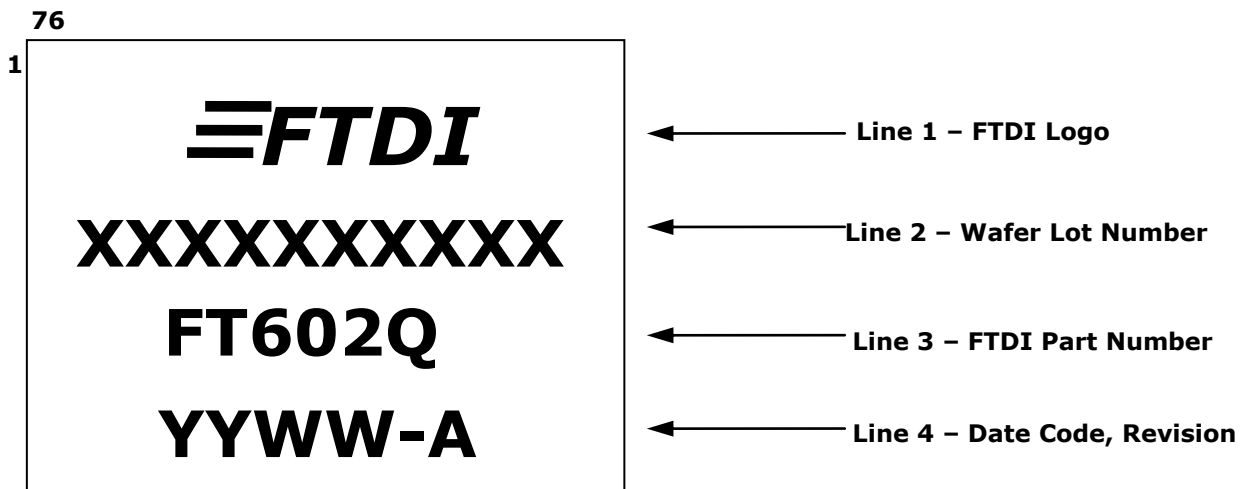 76
1
FTDI
Line 1 – FTDI Logo
XXXXXXXXXX
Line 2 – Wafer Lot Number
FT602Q
Line 3 – FTDI Part Number
YYWW-A
Line 4 – Date Code, Revision